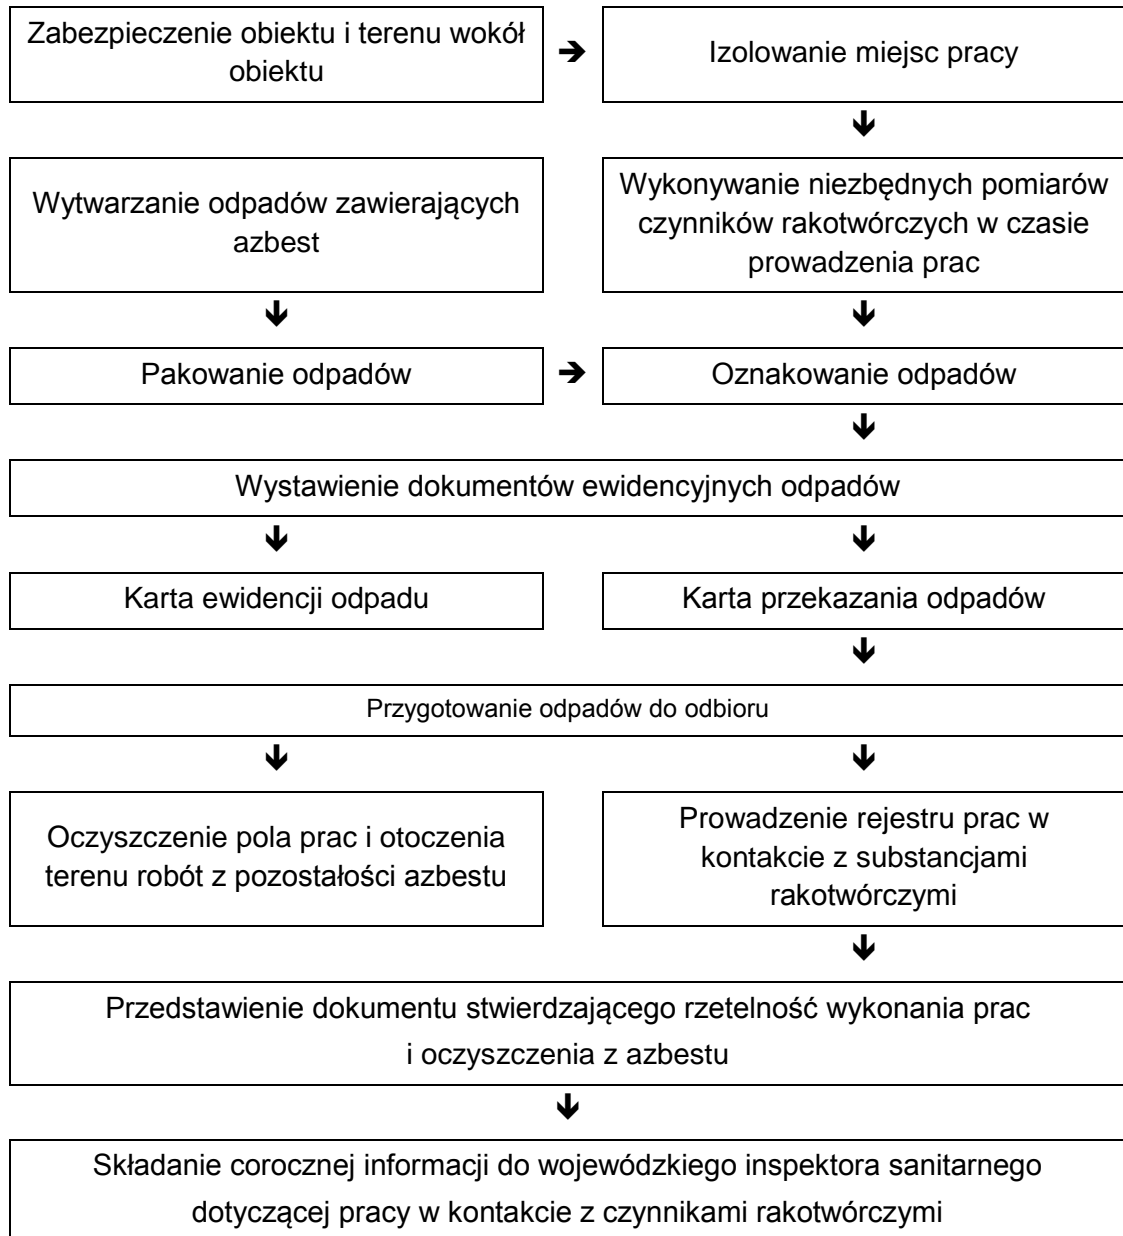 Zabezpieczenie obiektu i terenu wokół
obiektu
Izolowanie miejsc pracy
Wytwarzanie odpadów zawierających
azbest
Wykonywanie niezbędnych pomiarów
czynników rakotwórczych w czasie
prowadzenia prac
Pakowanie odpadów
Oznakowanie odpadów
Wystawienie dokumentów ewidencyjnych odpadów
Karta ewidencji odpadu
Karta przekazania odpadów
Przygotowanie odpadów do odbioru
Oczyszczenie pola prac i otoczenia
terenu robót z pozostałości azbestu
Prowadzenie rejestru prac w
kontakcie z substancjami
rakotwórczymi
Przedstawienie dokumentu stwierdzającego rzetelność wykonania prac
i oczyszczenia z azbestu
Składanie corocznej informacji do wojewódzkiego inspektora sanitarnego
dotyczącej pracy w kontakcie z czynnikami rakotwórczymi